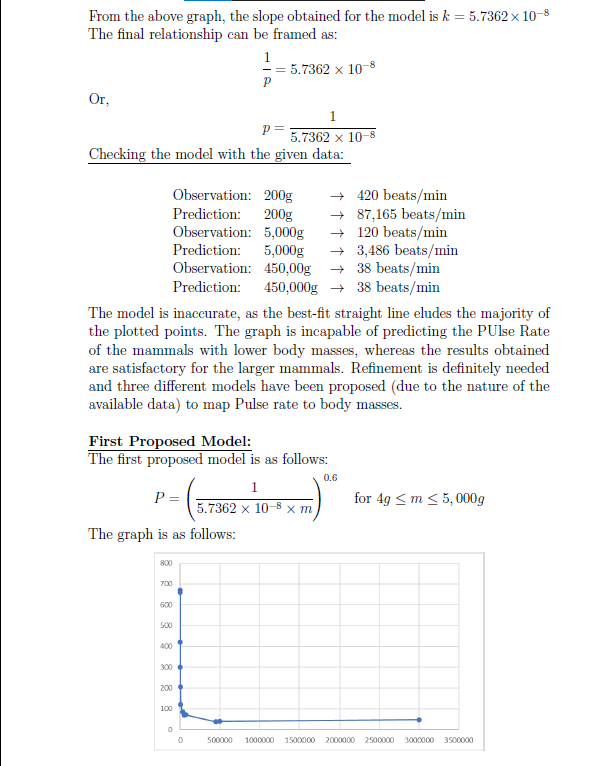 From the above graph, the slope obtained for the model is k = 5.7362 × 10⁻⁸
The final relationship can be framed as:
1/p = 5.7362 × 10⁻⁸
Or,
p = 1/(5.7362 × 10⁻⁸)
Checking the model with the given data:
Observation: 200g → 420 beats/min
Prediction: 200g → 87,165 beats/min
Observation: 5,000g → 120 beats/min
Prediction: 5,000g → 3,486 beats/min
Observation: 450,00g → 38 beats/min
Prediction: 450,000g → 38 beats/min
The model is inaccurate, as the best-fit straight line eludes the majority of
the plotted points. The graph is incapable of predicting the PUlse Rate
of the mammals with lower body masses, whereas the results obtained
are satisfactory for the larger mammals. Refinement is definitely needed
and three different models have been proposed (due to the nature of the
available data) to map Pulse rate to body masses.
First Proposed Model:
The first proposed model is as follows:
P = (1/(5.7362 × 10⁻⁸ × m))^0.6 for 4g ≤ m ≤ 5,000g
The graph is as follows:
800
700
600
500
400
300
200
100
0
0 500000 1000000 1500000 2000000 2500000 3000000 3500000